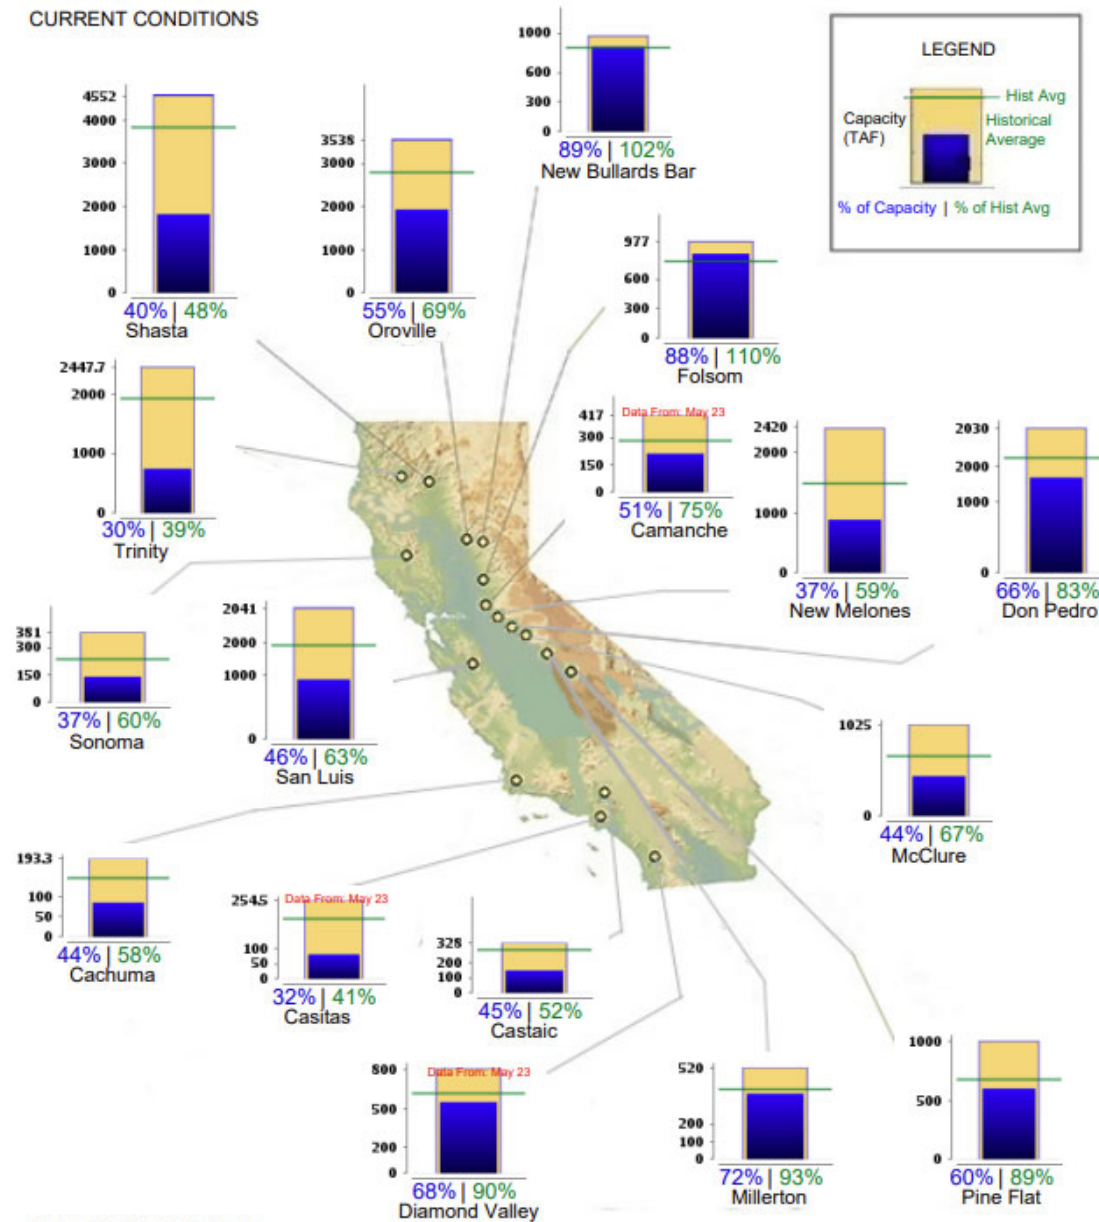 CURRENT CONDITIONS
LEGEND
Hist Avg
Capacity
(TAF)
Historical
Average
% of Capacity | % of Hist Avg
1000
600
300
0
89% | 102%
New Bullards Bar
4552
4000
3000
2000
1000
0
40% | 48%
Shasta
3538
2000
1000
0
55% | 69%
Oroville
977
600
300
0
88% | 110%
Folsom
2447.7
2000
1000
0
30% | 39%
Trinity
Data From: May 23
417
300
150
0
51% | 75%
Camanche
2420
2000
1000
0
37% | 59%
New Melones
2030
2000
1000
0
66% | 83%
Don Pedro
381
300
150
0
37% | 60%
Sonoma
2041
2000
1000
0
46% | 63%
San Luis
1025
0
44% | 67%
McClure
193.3
100
50
0
44% | 58%
Cachuma
Data From: May 23
254.5
100
50
0
32% | 41%
Casitas
328
200
100
0
45% | 52%
Castaic
Data From: May 23
800
500
200
0
68% | 90%
Diamond Valley
520
200
100
0
72% | 93%
Millerton
1000
500
0
60% | 89%
Pine Flat